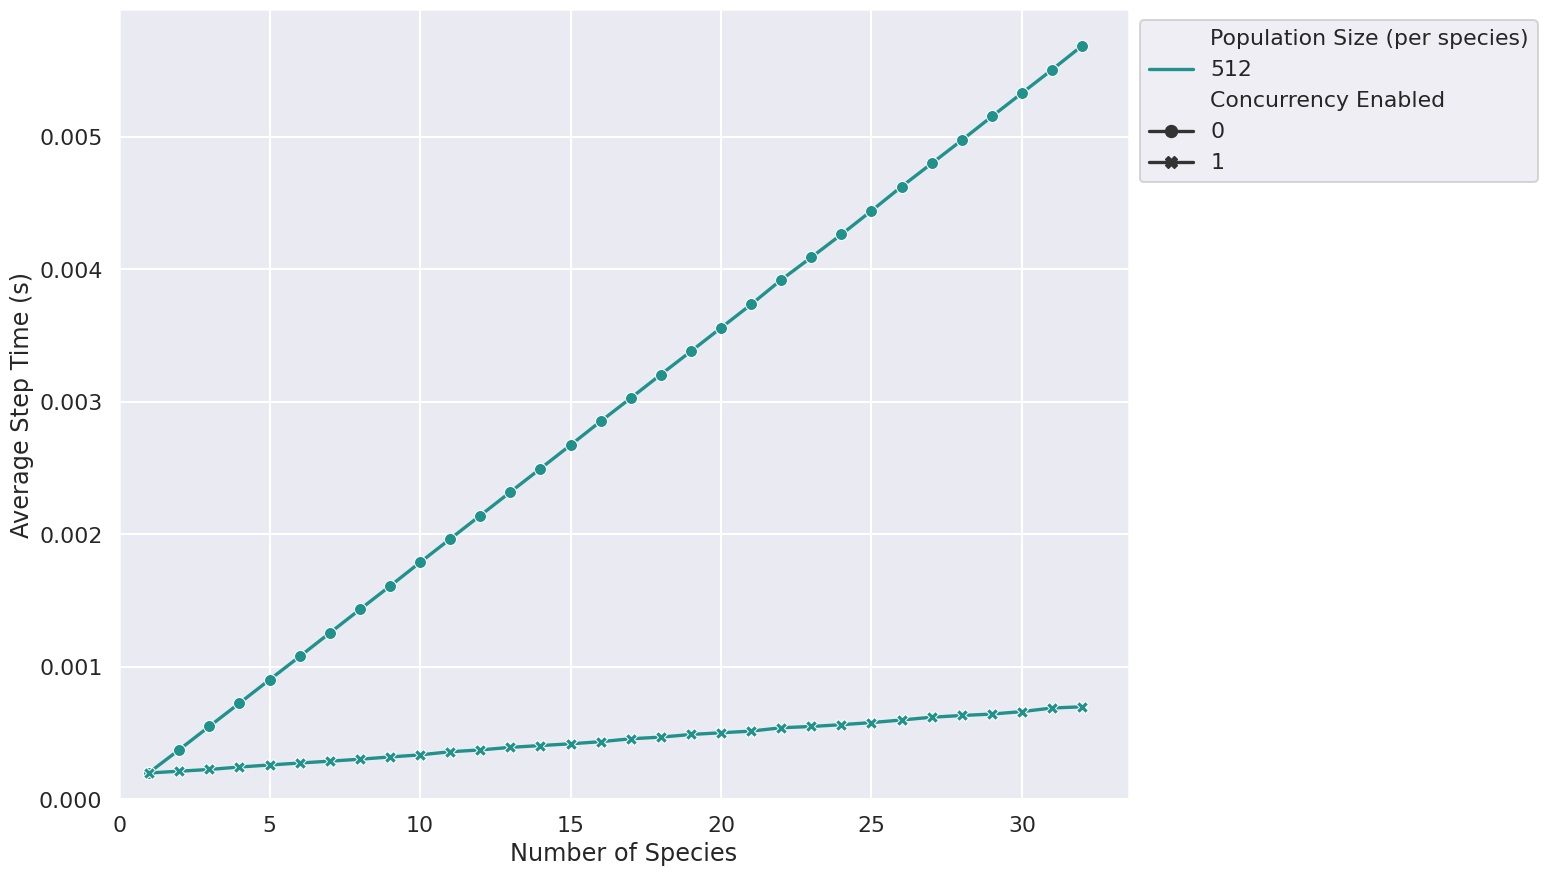 Population Size (per species)
512
Concurrency Enabled
0
1
Average Step Time (s)
0.005
0.004
0.003
0.002
0.001
0.000
0 5 10 15 20 25 30
Number of Species